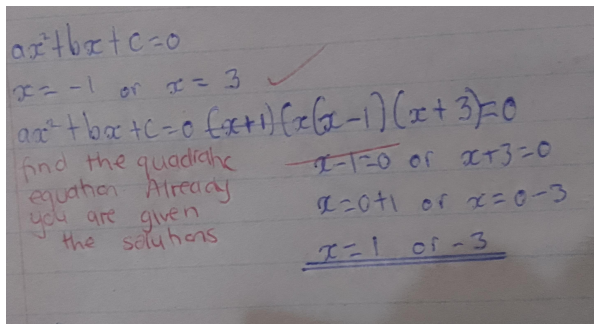 ax²+bx+c=0
x = -1 or x = 3 ✓
ax²+bx+c=0 (x+1)(x(x-1)(x+3)=0
find the quadratic
equation Already
you are given
the solutions
x-1=0 or x+3=0
x=0+1 or x=0-3
x=1 or -3